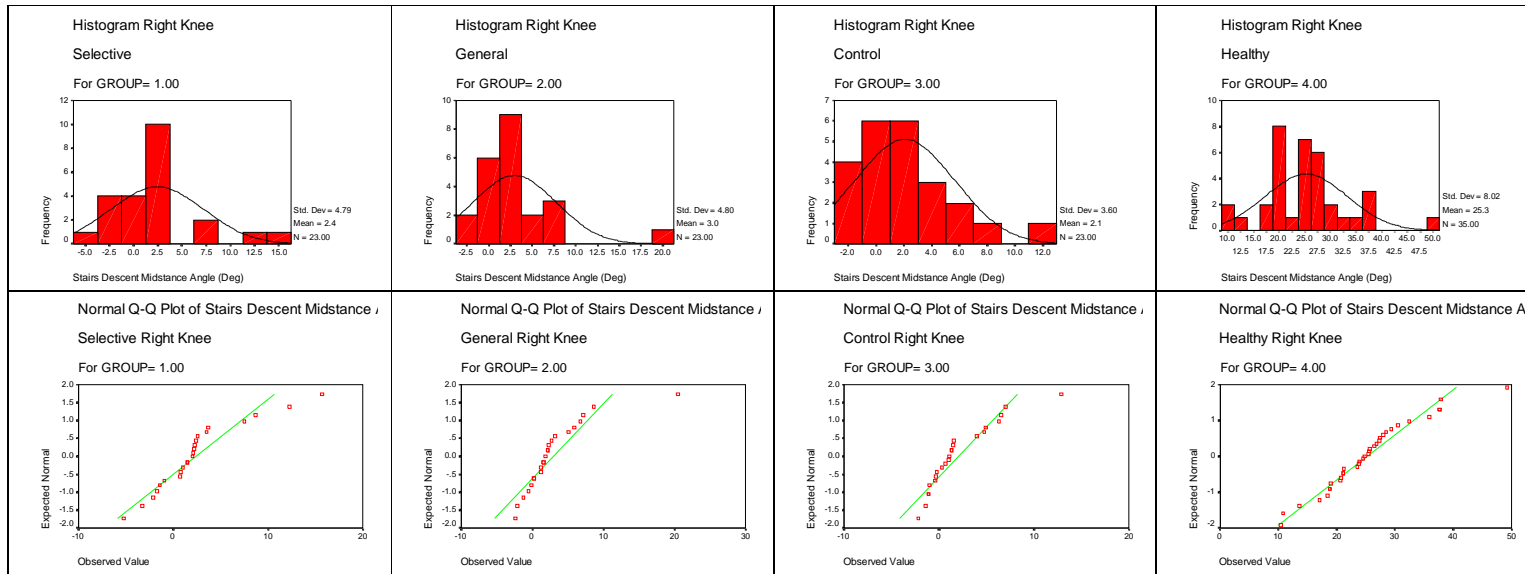 Histogram Right Knee
Selective
For GROUP= 1.00
12
10
8
6
4
2
0
Frequency
-5.0 -2.5 0.0 2.5 5.0 7.5 10.0 12.5 15.0
Std. Dev = 4.79
Mean = 2.4
N = 23.00
Stairs Descent Midstance Angle (Deg)
Histogram Right Knee
General
For GROUP= 2.00
10
8
6
4
2
0
Frequency
-2.5 0.0 2.5 5.0 7.5 10.0 12.5 15.0 17.5 20.0
Std. Dev = 4.80
Mean = 3.0
N = 23.00
Stairs Descent Midstance Angle (Deg)
Histogram Right Knee
Control
For GROUP= 3.00
7
6
5
4
3
2
1
0
Frequency
-2.0 0.0 2.0 4.0 6.0 8.0 10.0 12.0
Std. Dev = 3.60
Mean = 2.1
N = 23.00
Stairs Descent Midstance Angle (Deg)
Histogram Right Knee
Healthy
For GROUP= 4.00
10
8
6
4
2
0
Frequency
10.0 15.0 20.0 25.0 30.0 35.0 40.0 45.0 50.0
12.5 17.5 22.5 27.5 32.5 37.5 42.5 47.5
Std. Dev = 8.02
Mean = 25.3
N = 35.00
Stairs Descent Midstance Angle (Deg)
Normal Q-Q Plot of Stairs Descent Midstance
Selective Right Knee
For GROUP= 1.00
2.0
1.5
1.0
.5
0.0
-.5
-1.0
-1.5
-2.0
Expected Normal
-10 0 10 20
Observed Value
Normal Q-Q Plot of Stairs Descent Midstance
General Right Knee
For GROUP= 2.00
2.0
1.5
1.0
.5
0.0
-.5
-1.0
-1.5
-2.0
Expected Normal
-10 0 10 20 30
Observed Value
Normal Q-Q Plot of Stairs Descent Midstance
Control Right Knee
For GROUP= 3.00
2.0
1.5
1.0
.5
0.0
-.5
-1.0
-1.5
-2.0
Expected Normal
-10 0 10 20
Observed Value
Normal Q-Q Plot of Stairs Descent Midstance A
Healthy Right Knee
For GROUP= 4.00
2
1
0
-1
-2
Expected Normal
0 10 20 30 40 50
Observed Value